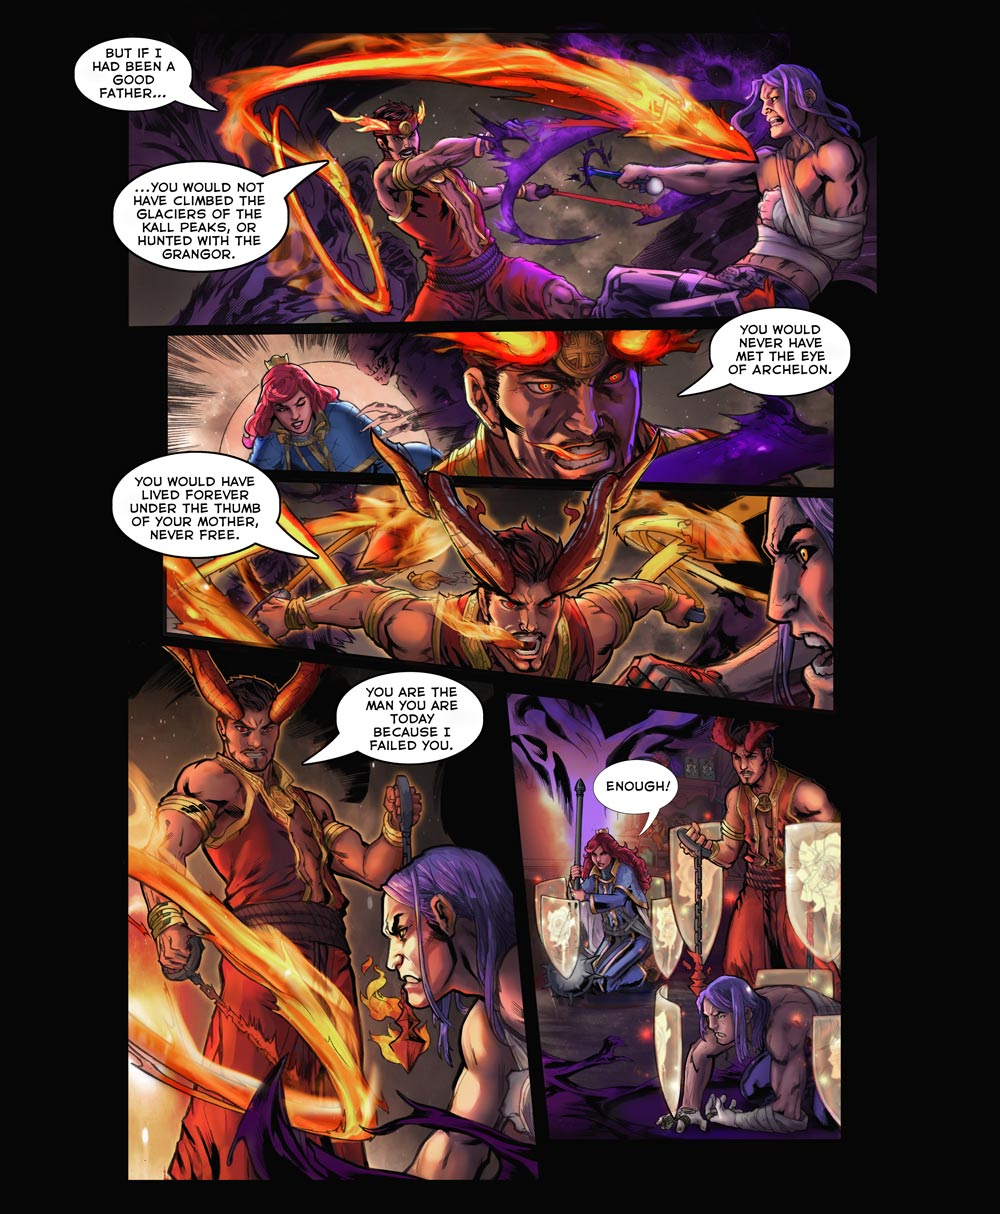 BUT IF I
HAD BEEN A
GOOD
FATHER...
...YOU WOULD NOT
HAVE CLIMBED THE
GLACIERS OF THE
KALL PEAKS, OR
HUNTED WITH THE
GRANGOR.
YOU WOULD
NEVER HAVE
MET THE EYE
OF ARCHELON.
YOU WOULD HAVE
LIVED FOREVER
UNDER THE THUMB
OF YOUR MOTHER,
NEVER FREE.
YOU ARE THE
MAN YOU ARE
TODAY
BECAUSE I
FAILED YOU.
ENOUGH!